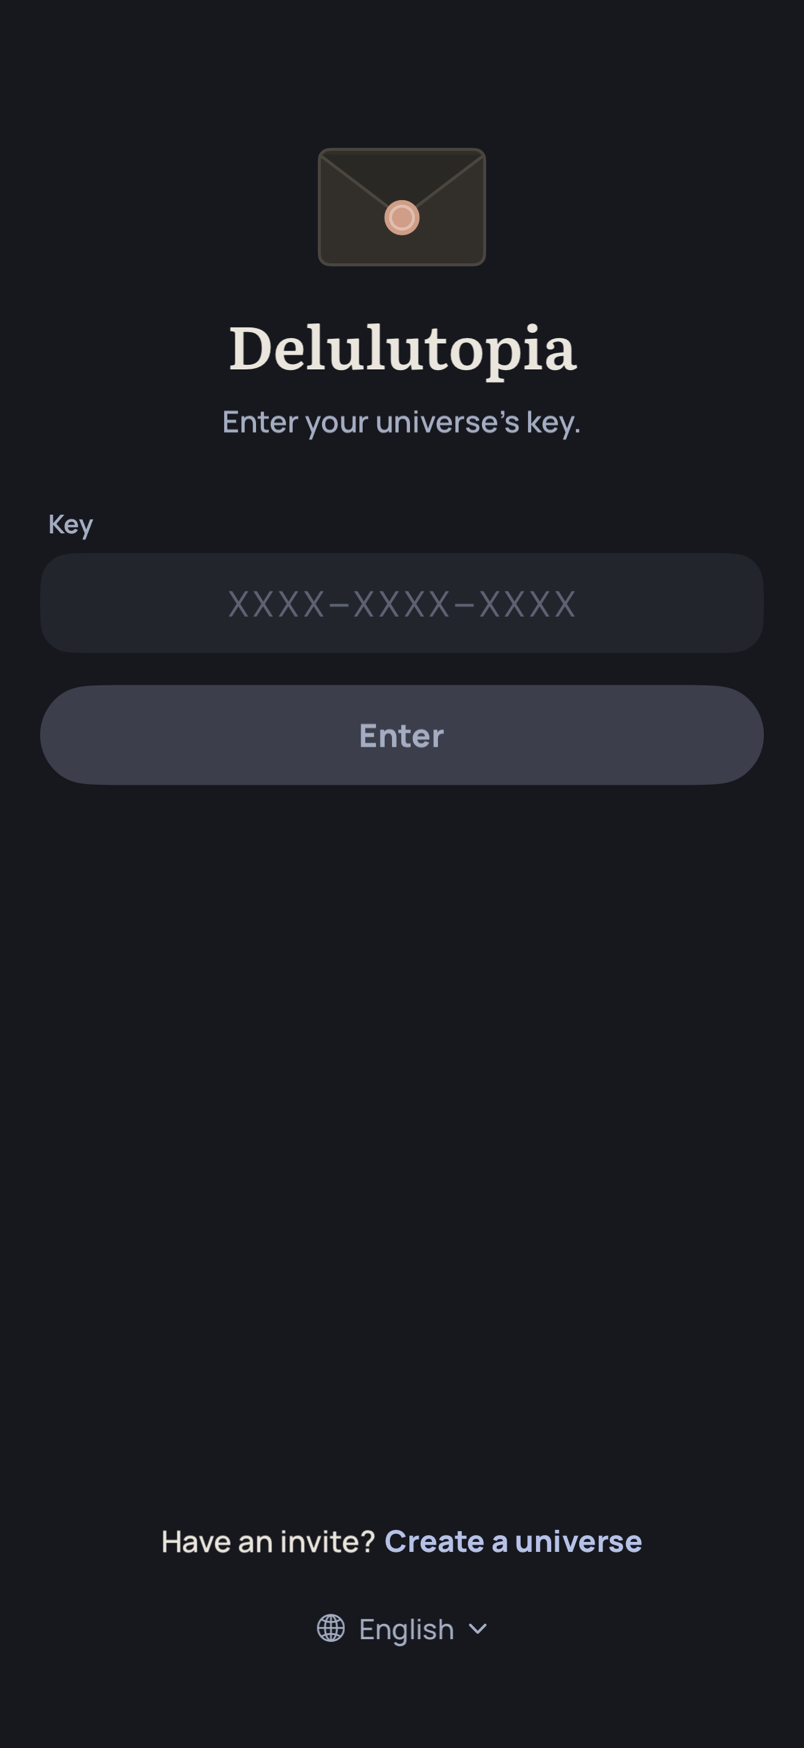 Delulutopia
Enter your universe’s key.
Key
XXXX–XXXX–XXXX
Enter
Have an invite? Create a universe
English